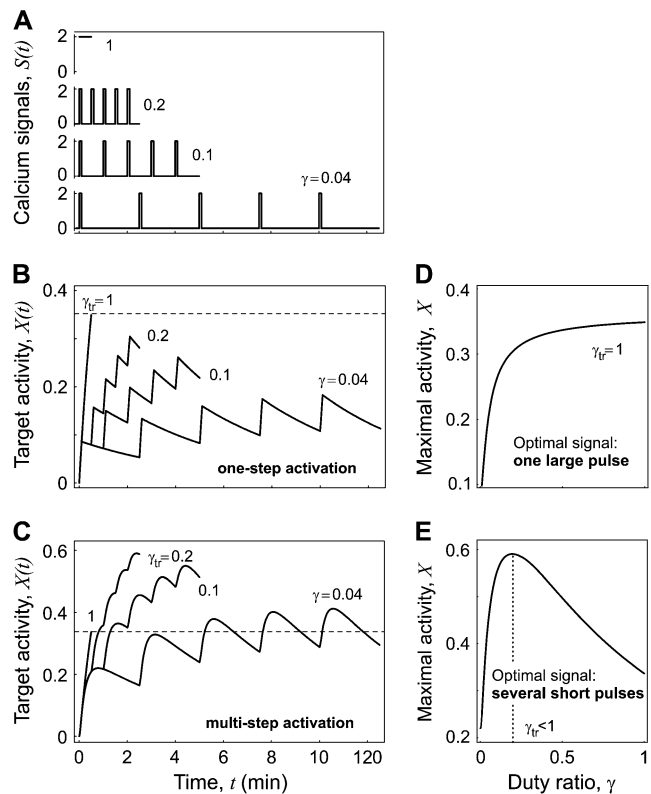 A
Calcium signals, S(t)
2
0
1
2
0
0.2
2
0
0.1
2
0
γ=0.04
B
Target activity, X(t)
0.4
0.2
0
γtr=1
0.2
0.1
γ=0.04
one-step activation
D
Maximal activity, X
0.4
0.3
0.2
0.1
γtr=1
Optimal signal:
one large pulse
C
Target activity, X(t)
0.6
0.4
0.2
0
1
γtr=0.2
0.1
γ=0.04
multi-step activation
0 2 4 6 8 10 120
Time, t (min)
E
Maximal activity, X
0.6
0.4
0.2
Optimal signal:
several short pulses
γtr<1
0 0.5 1
Duty ratio, γ